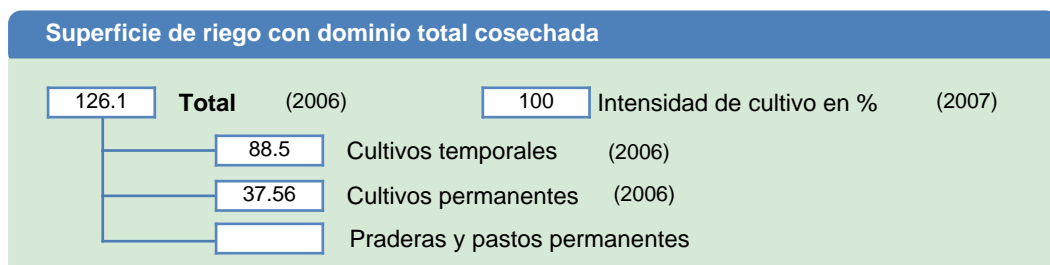 Superficie de riego con dominio total cosechada
126.1 Total (2006) 100 Intensidad de cultivo en % (2007)
88.5 Cultivos temporales (2006)
37.56 Cultivos permanentes (2006)
Praderas y pastos permanentes